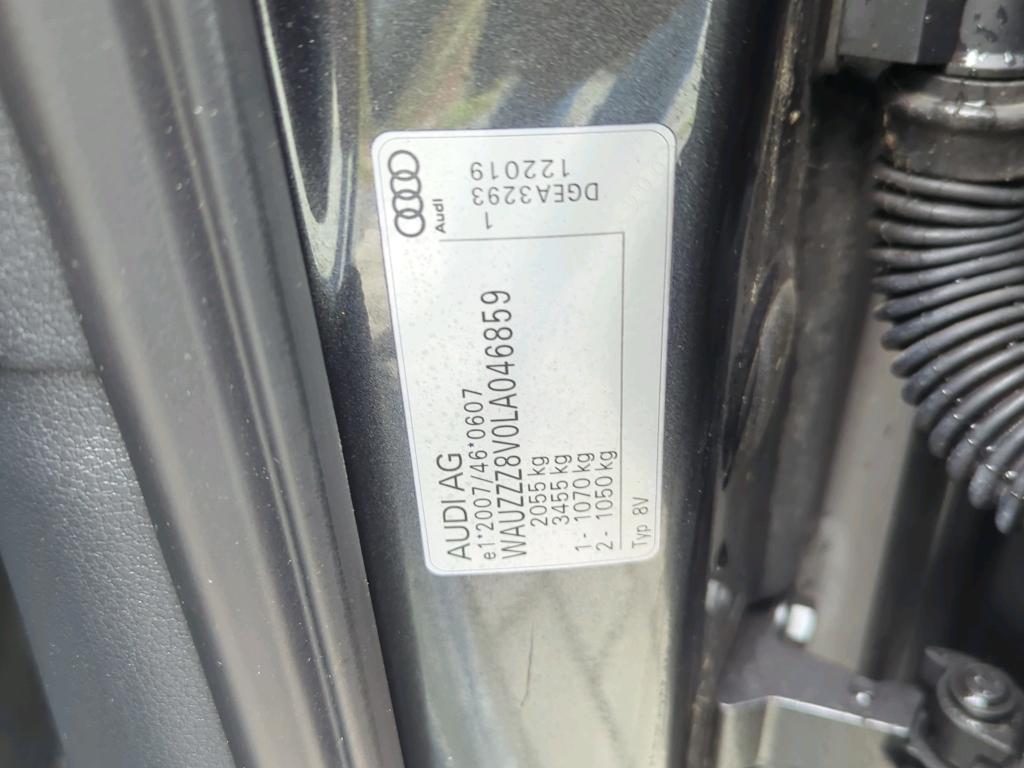 AUDI AG
e1*2007/46*0607
WAUZZZ8V0LA046859
2055 kg
3455 kg
1 - 1070 kg
2 - 1050 kg
Typ 8V
Audi
1
DGEA3293
122019